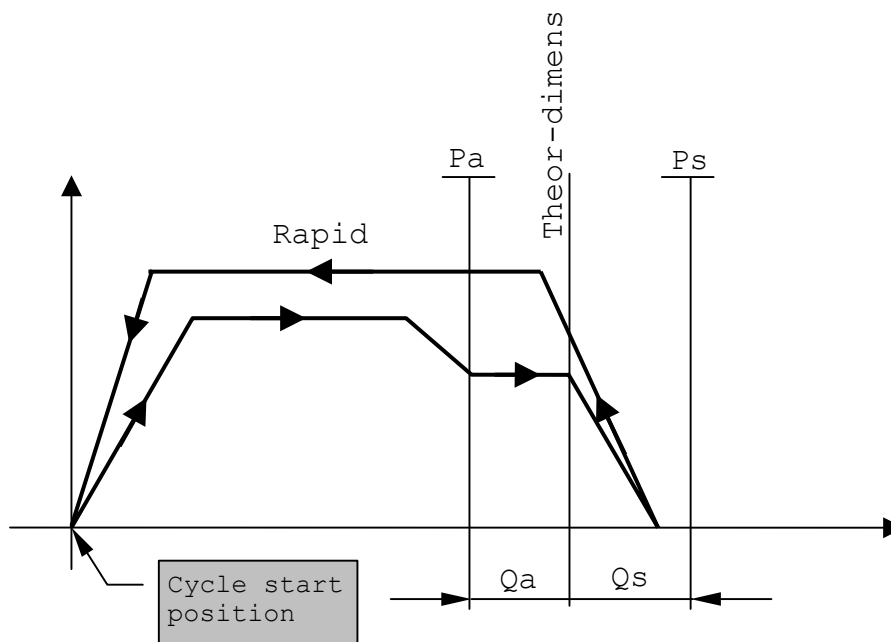 Theor-dimens
Pa
Ps
Rapid
Qa
Qs
Cycle start
position